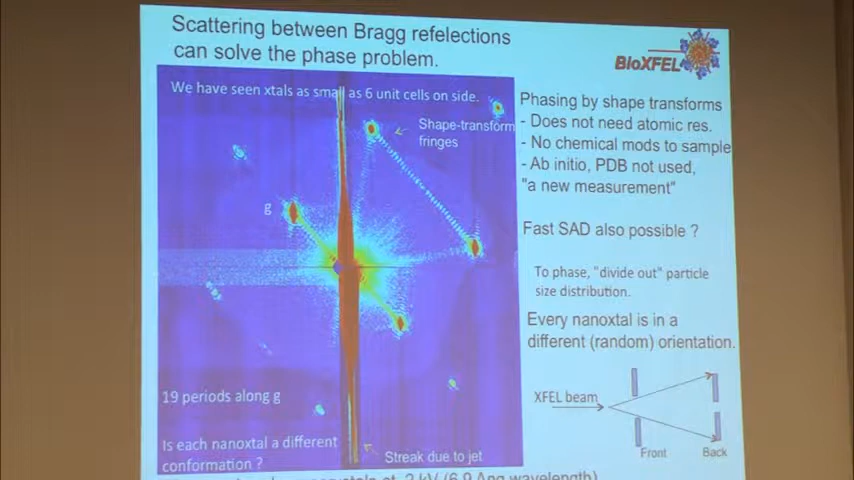 Scattering between Bragg refelections
can solve the phase problem.
BioXFEL
We have seen xtals as small as 6 unit cells on side.
Shape-transform
fringes
g
19 periods along g
Is each nanoxtal a different
conformation ?
Streak due to jet
Phasing by shape transforms
- Does not need atomic res.
- No chemical mods to sample
- Ab initio, PDB not used,
"a new measurement"
Fast SAD also possible ?
To phase, "divide out" particle
size distribution.
Every nanoxtal is in a
different (random) orientation.
XFEL beam
Front
Back